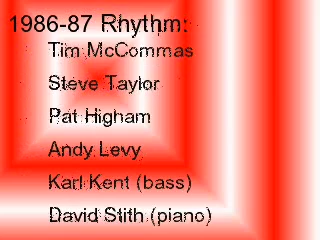 1986-87 Rhythm:
Tim McCommas
Steve Taylor
Pat Higham
Andy Levy
Karl Kent (bass)
David Stith (piano)